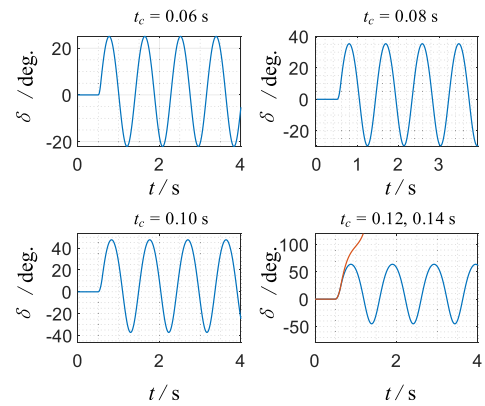 t_c = 0.06 s
δ / deg.
20
0
-20
0
2
4
t / s
t_c = 0.08 s
δ / deg.
40
20
0
-20
0
1
2
3
t / s
t_c = 0.10 s
δ / deg.
40
20
0
-20
-40
0
2
4
t / s
t_c = 0.12, 0.14 s
δ / deg.
100
50
0
-50
0
2
4
t / s